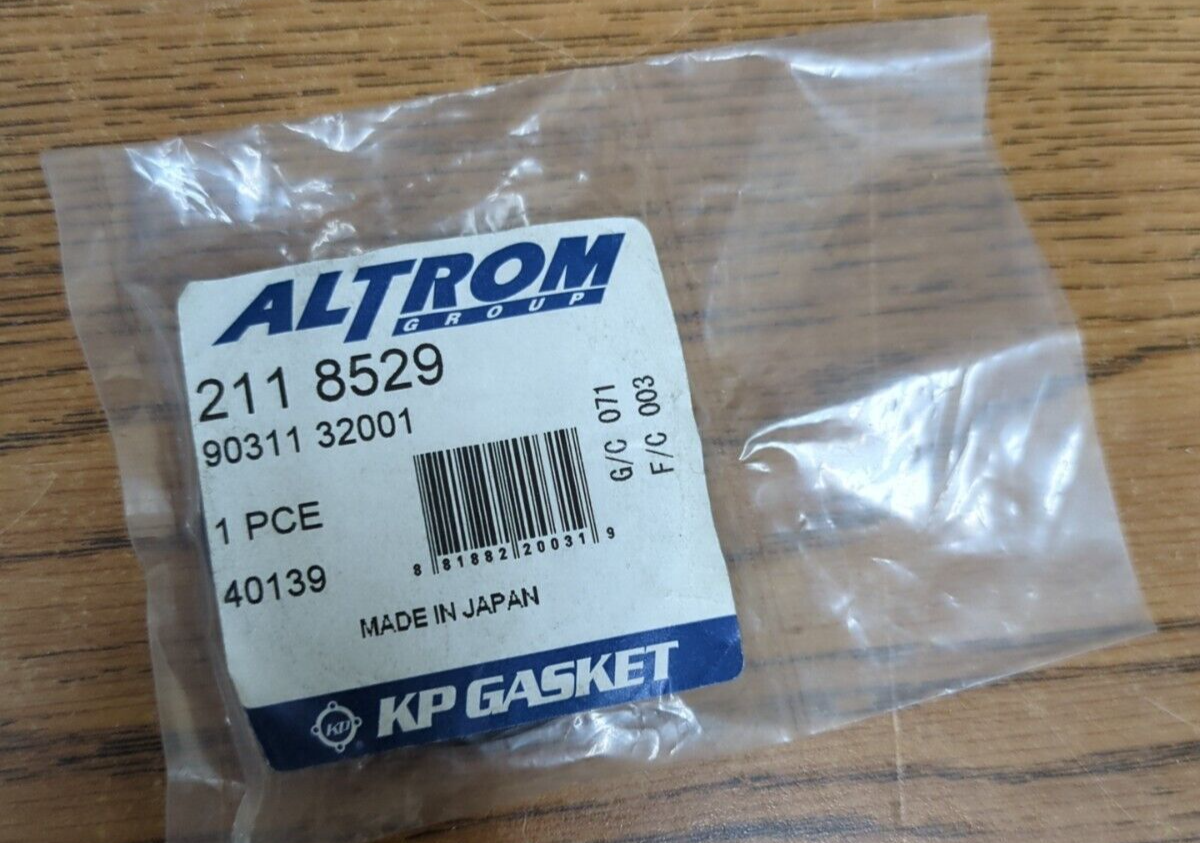 ALTROM
GROUP
211 8529
90311 32001
1 PCE
40139
8 81882 20031 9
G/C 071
F/C 003
MADE IN JAPAN
KP KP GASKET